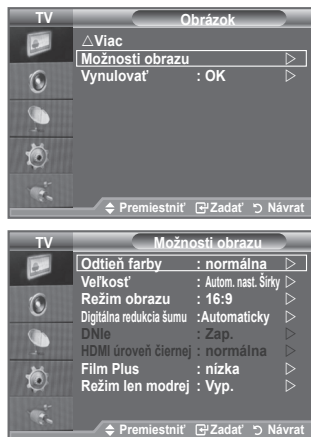 TV Obrázok
△Viac
Možnosti obrazu ▷
Vynulovať : OK ▷
Premiestniť Zadať Návrat
TV Možnosti obrazu
Odtieň farby : normálna ▷
Veľkosť : Autom. nast. Šírky ▷
Režim obrazu : 16:9 ▷
Digitálna redukcia šumu :Automaticky ▷
DNIe : Zap. ▷
HDMI úroveň čiernej : normálna ▷
Film Plus : nízka ▷
Režim len modrej : Vyp. ▷
Premiestniť Zadať Návrat